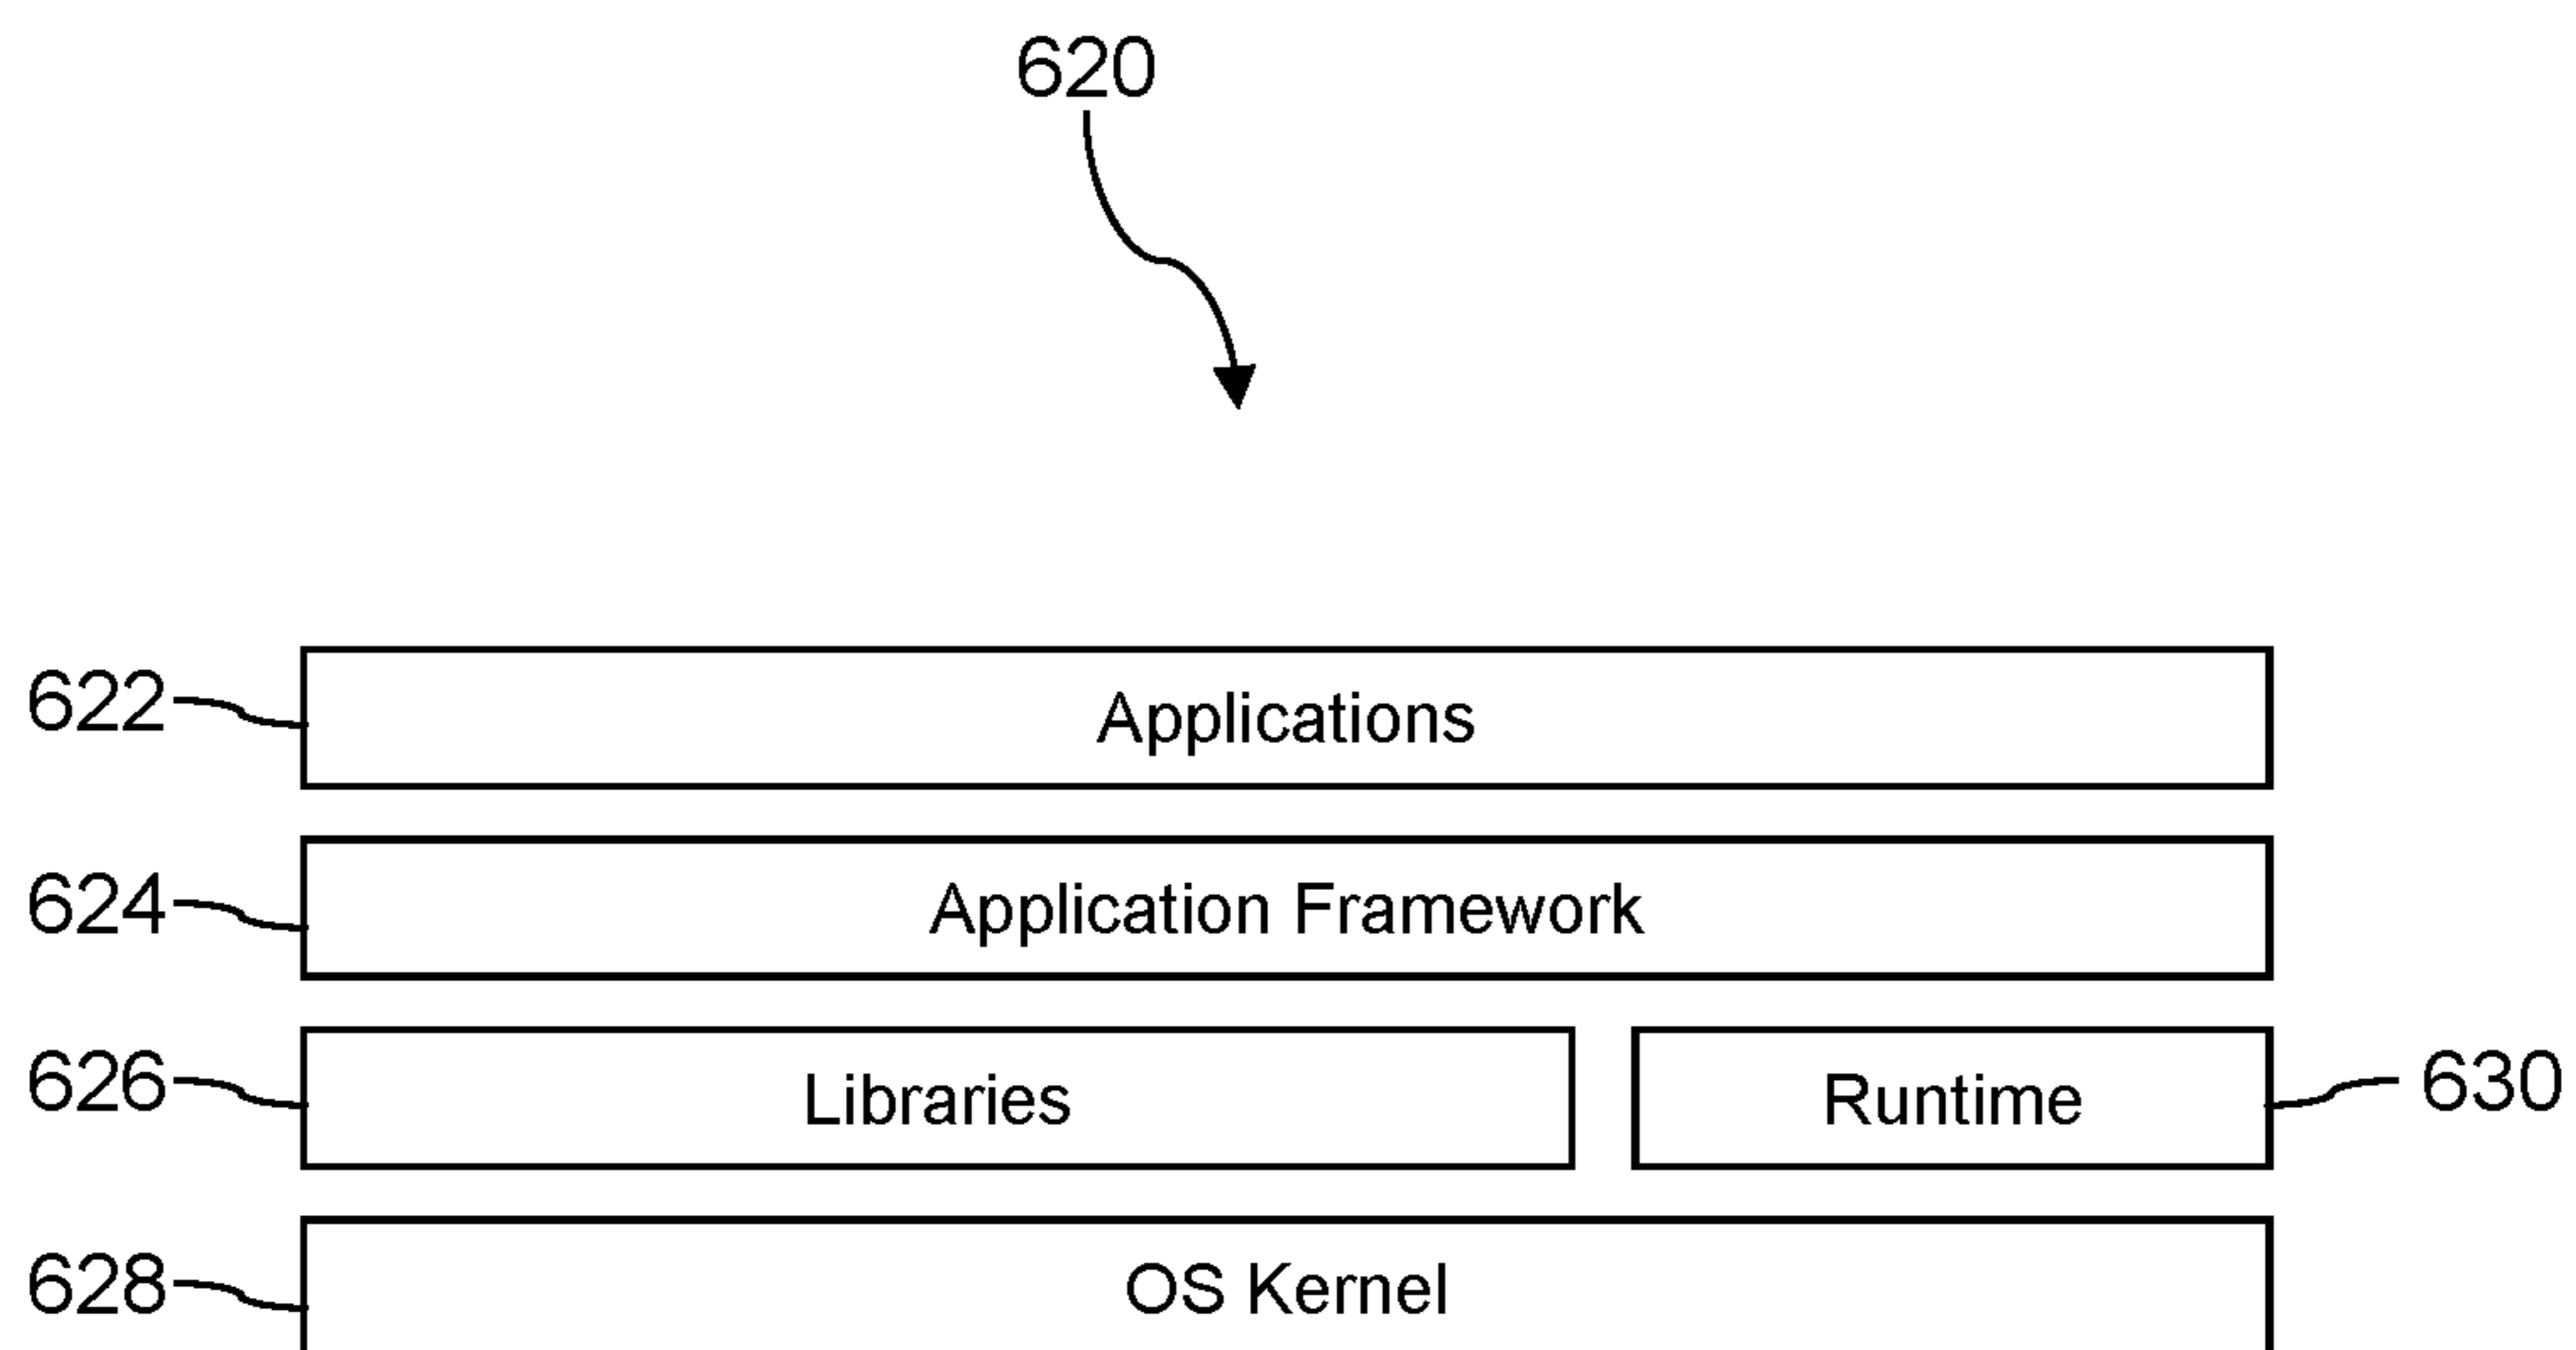 620
622 Applications
624 Application Framework
626 Libraries Runtime 630
628 OS Kernel